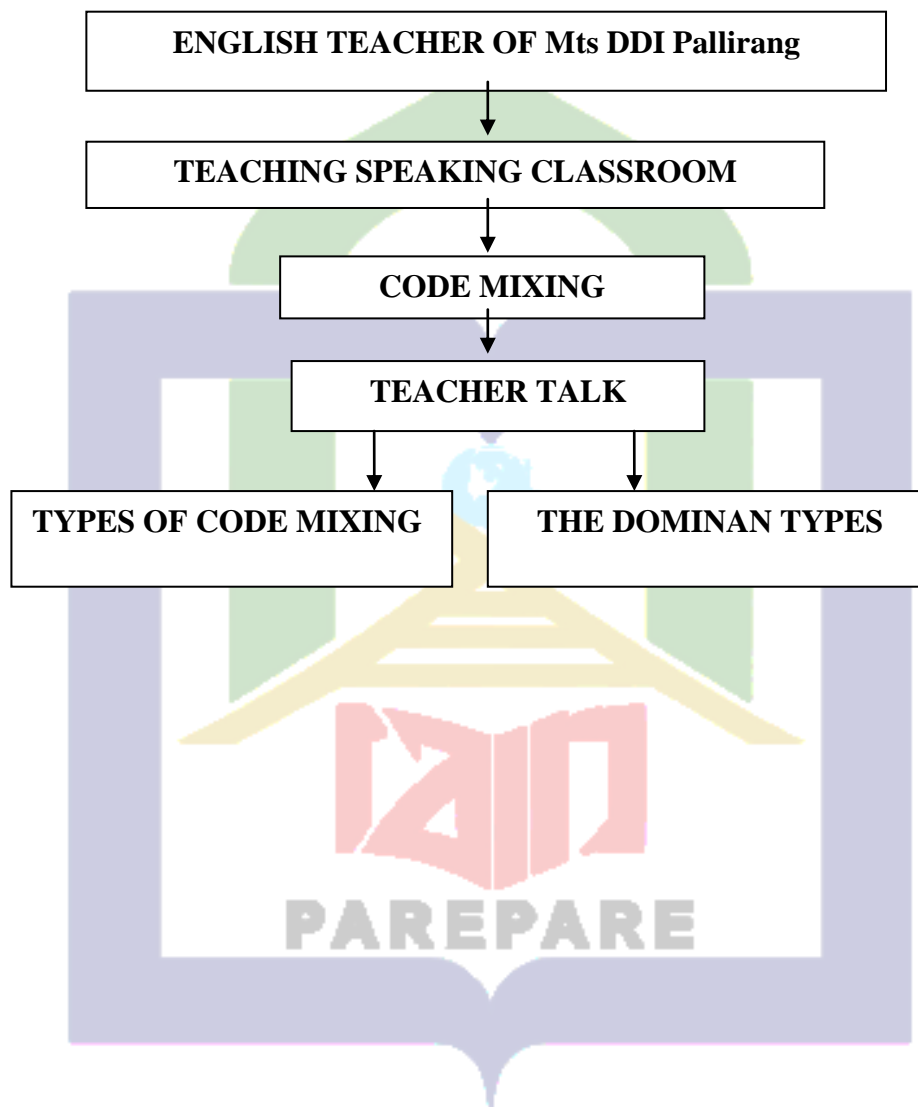 ENGLISH TEACHER OF Mts DDI Pallirang
TEACHING SPEAKING CLASSROOM
CODE MIXING
TEACHER TALK
TYPES OF CODE MIXING
THE DOMINAN TYPES
iain
PAREPARE